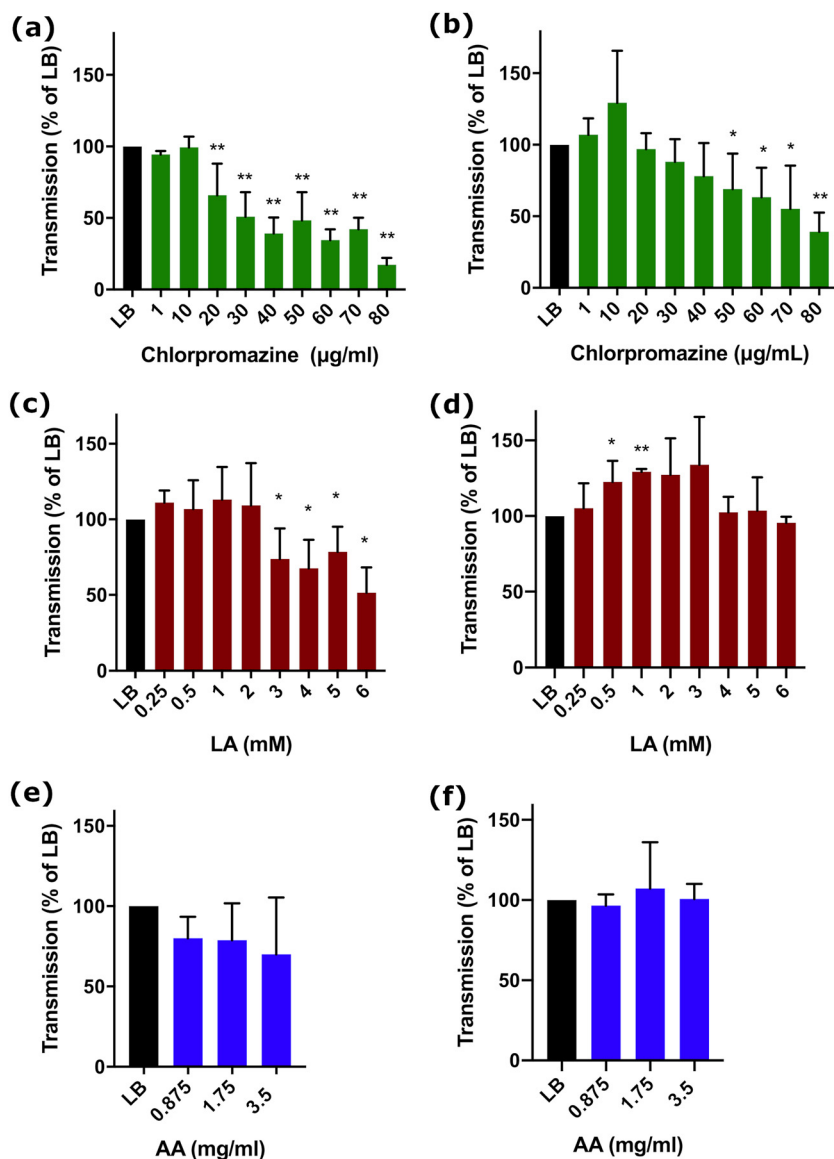 (a)
Transmission (% of LB)
150
100
50
0
** ** ** ** ** ** **
LB 1 10 20 30 40 50 60 70 80
Chlorpromazine (µg/ml)
(b)
Transmission (% of LB)
150
100
50
0
* * * **
LB 1 10 20 30 40 50 60 70 80
Chlorpromazine (µg/mL)
(c)
Transmission (% of LB)
150
100
50
0
* * * *
LB 0.25 0.5 1 2 3 4 5 6
LA (mM)
(d)
Transmission (% of LB)
150
100
50
0
* **
LB 0.25 0.5 1 2 3 4 5 6
LA (mM)
(e)
Transmission (% of LB)
150
100
50
0
LB 0.875 1.75 3.5
AA (mg/ml)
(f)
Transmission (% of LB)
150
100
50
0
LB 0.875 1.75 3.5
AA (mg/ml)